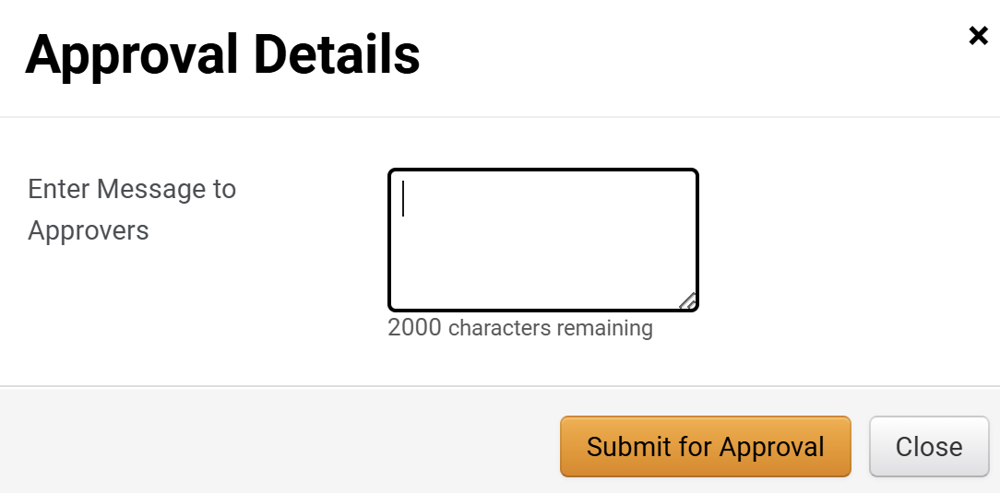 Approval Details
Enter Message to
Approvers
2000 characters remaining
Submit for Approval
Close